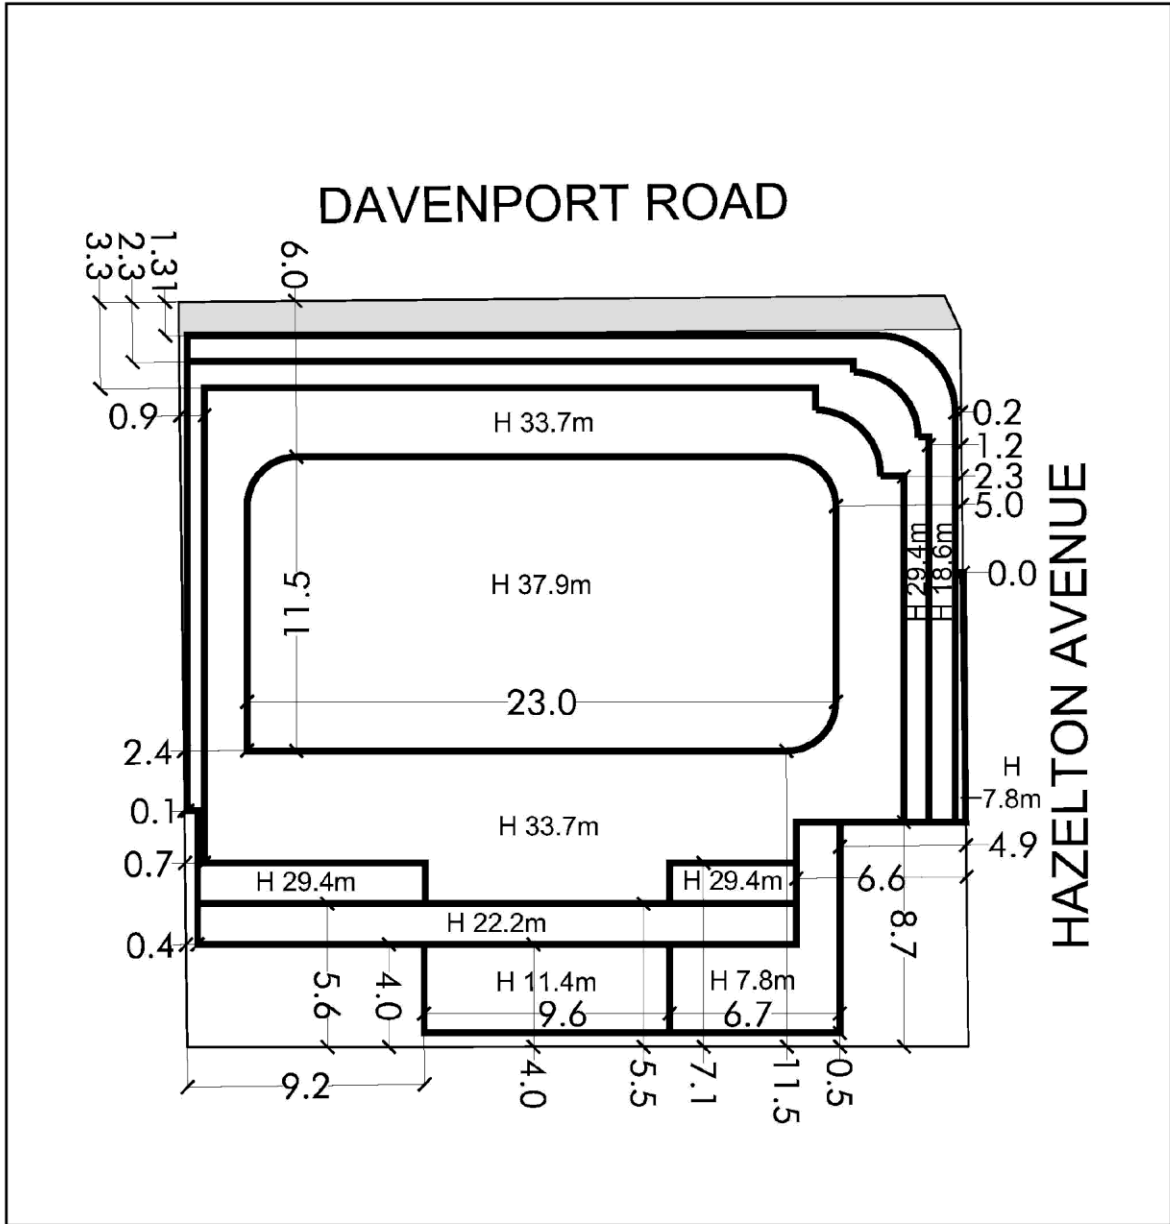 DAVENPORT ROAD
3.3
2.3
1.31
6.0
0.9
H 33.7m
0.2
1.2
2.3
5.0
0.0
HAZELTON AVENUE
H 29.4m
H 18.6m
H 37.9m
11.5
23.0
2.4
H
7.8m
0.1
H 33.7m
4.9
0.7
6.6
H 29.4m
H 29.4m
8.7
H 22.2m
0.4
5.6
4.0
H 11.4m
H 7.8m
9.6
6.7
9.2
4.0
5.5
7.1
11.5
0.5